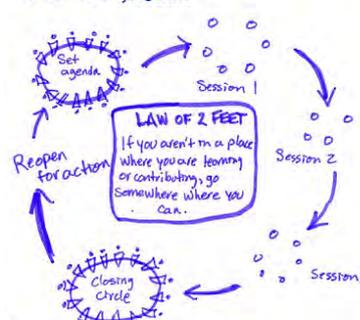 Set
agenda
Session 1
LAW OF 2 FEET
If you aren't in a place
where you are learning
or contributing, go
somewhere where you
can.
Session 2
Reopen
for action
Session
Closing
Circle